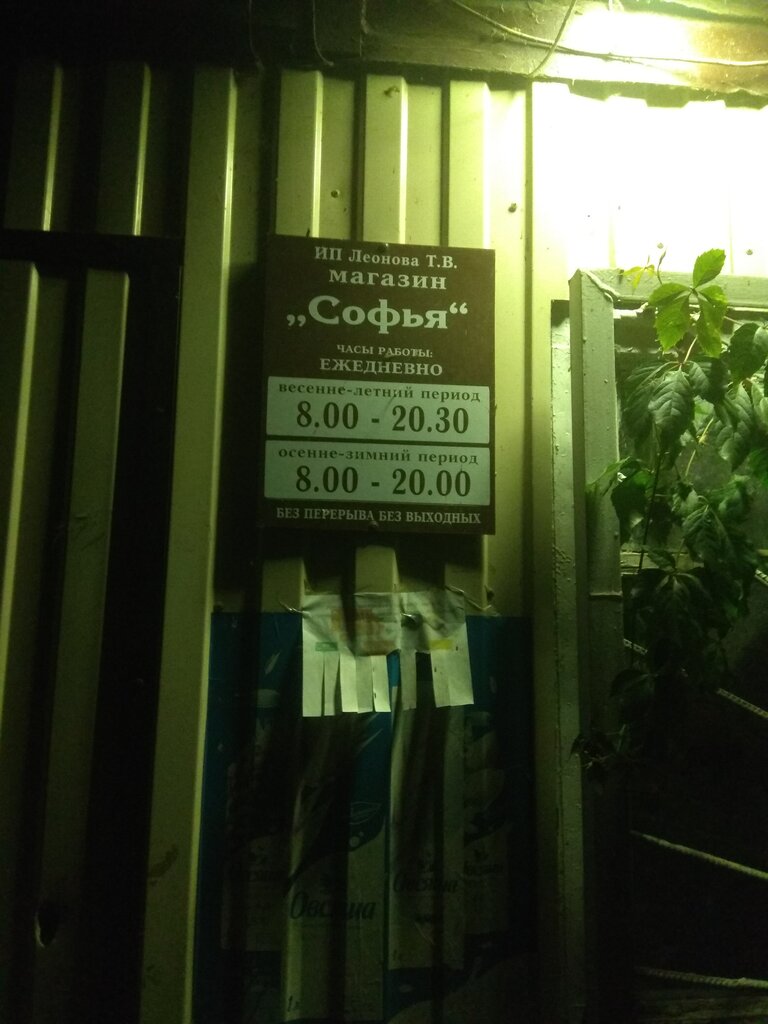 ИП Леонова Т.В.
магазин
„Софья“
ЧАСЫ РАБОТЫ:
ЕЖЕДНЕВНО
весенне-летний период
8.00 - 20.30
осенне-зимний период
8.00 - 20.00
БЕЗ ПЕРЕРЫВА БЕЗ ВЫХОДНЫХ